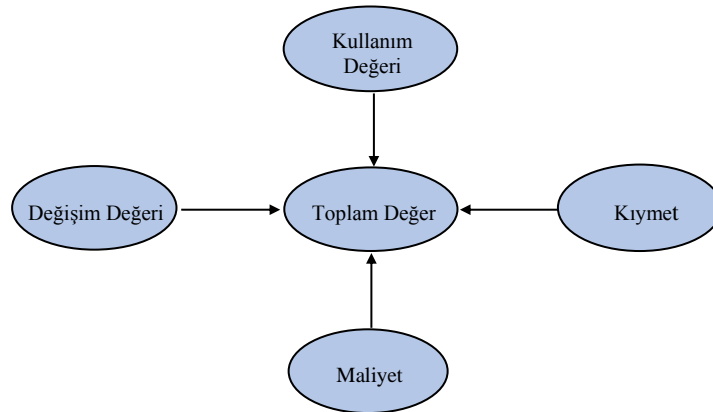 Kullanım
Değeri
Değişim Değeri
Toplam Değer
Kıymet
Maliyet